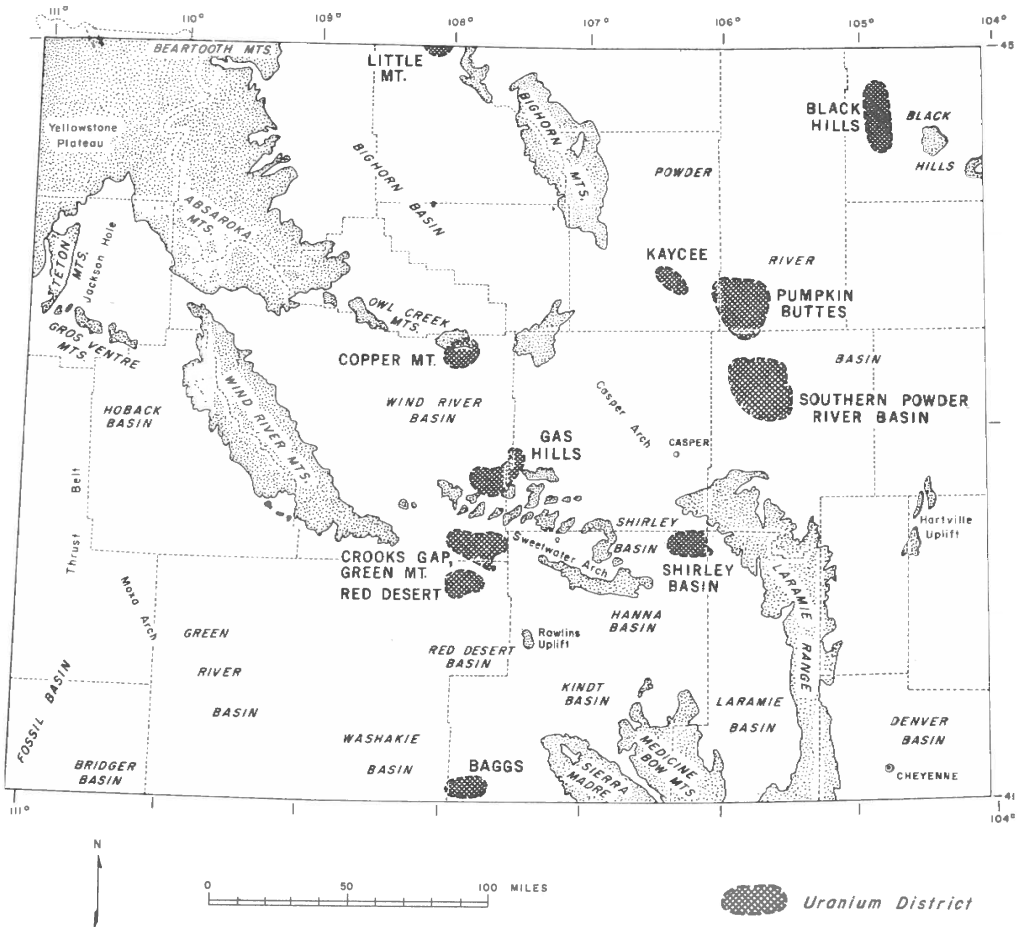 111°
110°
109°
108°
107°
106°
105°
104°
45
BEARTOOTH MTS.
LITTLE
MT.
Yellowstone
Plateau
BIGHORN
MTS.
BIGHORN
BASIN
BLACK
HILLS
BLACK
HILLS
POWDER
ABSAROKA
MTS.
TETON
MTS.
Jackson Hole
KAYCEE
RIVER
PUMPKIN
BUTTES
OWL CREEK
MTS.
GROS VENTRE
MTS.
COPPER MT.
BASIN
WIND RIVER MTS.
WIND RIVER
BASIN
Casper Arch
SOUTHERN POWDER
RIVER BASIN
HOBACK
BASIN
GAS
HILLS
CASPER
Thrust Belt
SHIRLEY
BASIN
Hartville
Uplift
Sweetwater Arch
CROOKS GAP,
GREEN MT.
RED DESERT
SHIRLEY
BASIN
LARAMIE RANGE
Moxa Arch
HANNA
BASIN
GREEN
RIVER
BASIN
Rawlins
Uplift
RED DESERT
BASIN
KINDT
BASIN
LARAMIE
BASIN
FOSSIL BASIN
WASHAKIE
BASIN
MEDICINE
BOW MTS.
SIERRA
MADRE
DENVER
BASIN
BRIDGER
BASIN
BAGGS
CHEYENNE
111°
41
104°
N
0 50 100 MILES
Uranium District